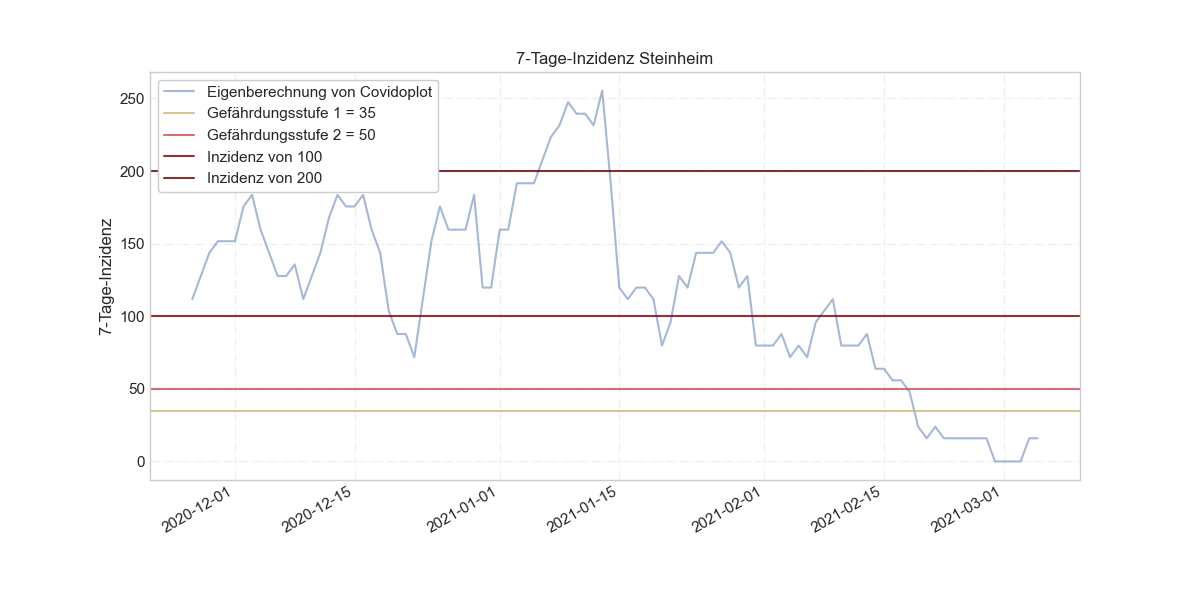 7-Tage-Inzidenz Steinheim
Eigenberechnung von Covidoplot
Gefährdungsstufe 1 = 35
Gefährdungsstufe 2 = 50
Inzidenz von 100
Inzidenz von 200
7-Tage-Inzidenz
250
200
150
100
50
0
2020-12-01
2020-12-15
2021-01-01
2021-01-15
2021-02-01
2021-02-15
2021-03-01